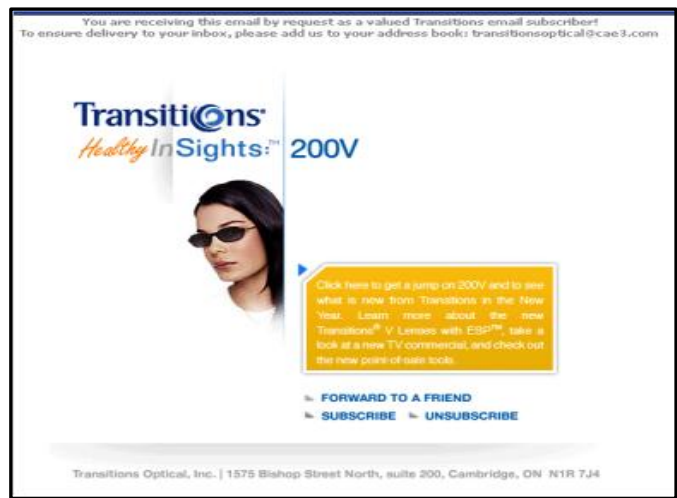 You are receiving this email by request as a valued Transitions email subscriber!
To ensure delivery to your inbox, please add us to your address book: transitionsoptical@cae3.com
Transitions®
Healthy InSights:™ 200V
Click here to get a jump on 200V and to see
what is new from Transitions in the New
Year. Learn more about the new
Transitions® V Lenses with ESP™, take a
look at a new TV commercial, and check out
the new point-of-sale tools.
FORWARD TO A FRIEND
SUBSCRIBE UNSUBSCRIBE
Transitions Optical, Inc. | 1575 Bishop Street North, suite 200, Cambridge, ON N1R 7J4